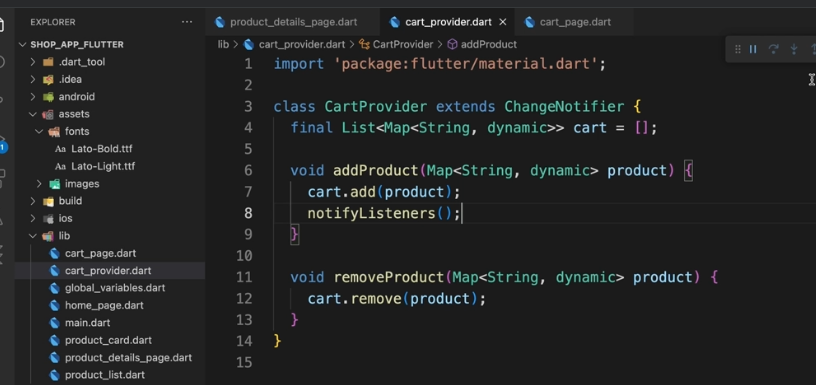 EXPLORER ...
SHOP_APP_FLUTTER
.dart_tool
.idea
android
assets
fonts
Lato-Bold.ttf
Lato-Light.ttf
images
build
ios
lib
cart_page.dart
cart_provider.dart
global_variables.dart
home_page.dart
main.dart
product_card.dart
product_details_page.dart
product_list.dart
product_details_page.dart cart_provider.dart cart_page.dart
lib > cart_provider.dart > CartProvider > addProduct
1 import 'package:flutter/material.dart';
2
3 class CartProvider extends ChangeNotifier {
4 final List<Map<String, dynamic>> cart = [];
5
6 void addProduct(Map<String, dynamic> product) {
7 cart.add(product);
8 notifyListeners();
9 }
10
11 void removeProduct(Map<String, dynamic> product) {
12 cart.remove(product);
13 }
14 }
15
1